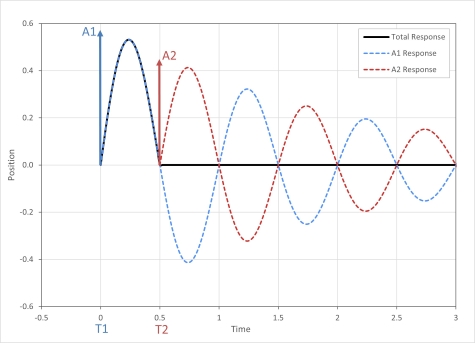 0.6
A1
Total Response
A1 Response
A2 Response
A2
0.4
0.2
0.0
-0.2
-0.4
-0.6
Position
-0.5
0
0.5
1
1.5
2
2.5
3
T1
T2
Time